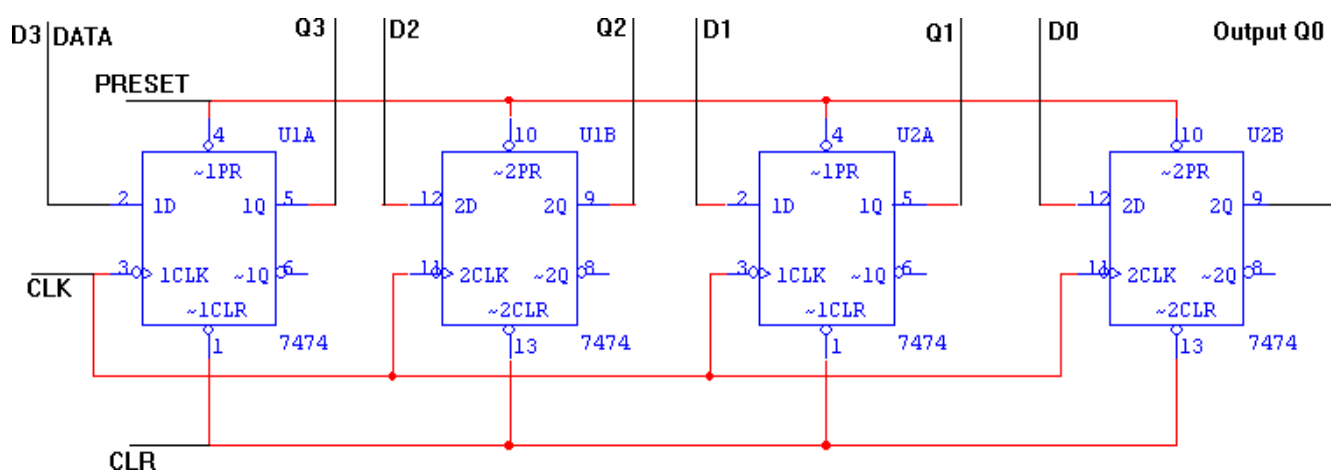 D3 DATA Q3 D2 Q2 D1 Q1 D0 Output Q0
PRESET
4 U1A 10 U1B 4 U2A 10 U2B
~1PR ~2PR ~1PR ~2PR
2 1D 1Q 5 12 2D 2Q 9 2 1D 1Q 5 12 2D 2Q 9
3 1CLK ~1Q 6 11 2CLK ~2Q 8 3 1CLK ~1Q 6 11 2CLK ~2Q 8
CLK
~1CLR ~2CLR ~1CLR ~2CLR
1 7474 13 7474 1 7474 13 7474
CLR